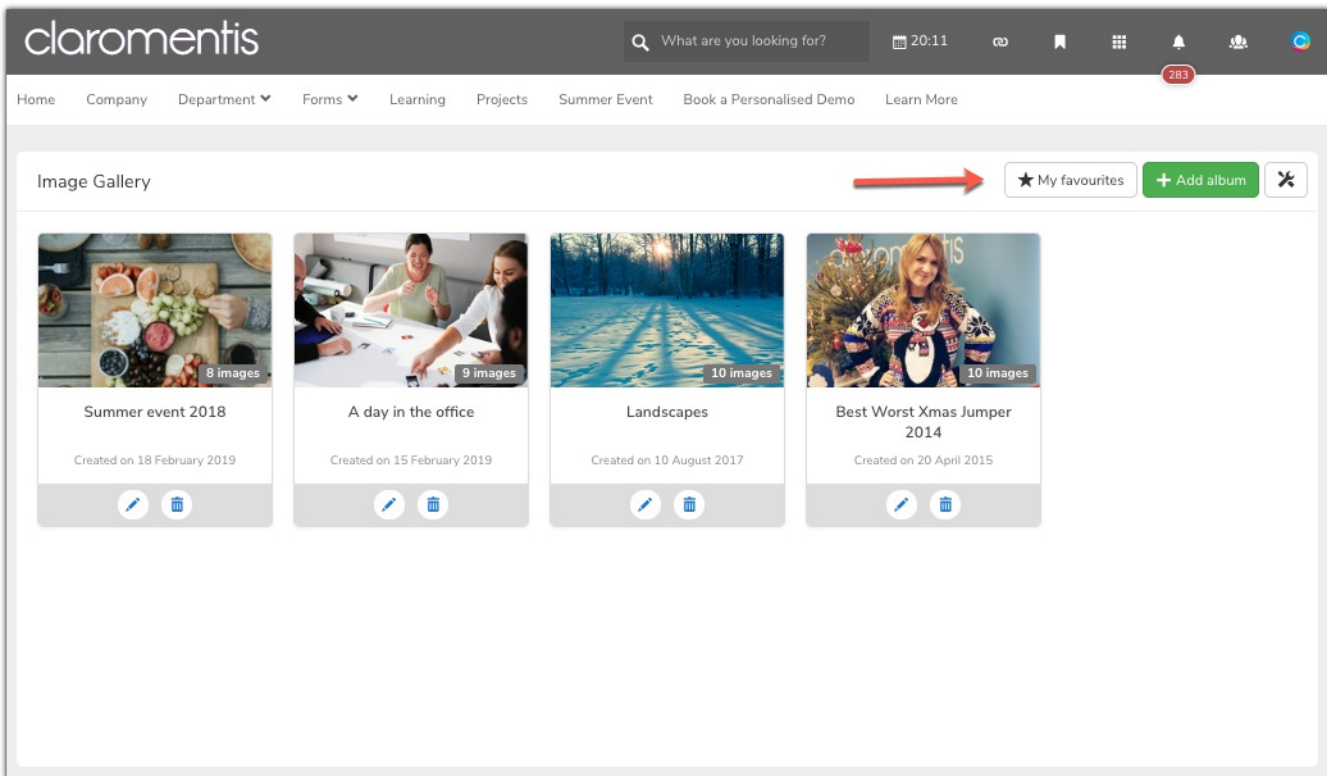 claromentis
What are you looking for?
20:11
283
Home Company Department Forms Learning Projects Summer Event Book a Personalised Demo Learn More
Image Gallery
My favourites
Add album
8 images
9 images
10 images
10 images
Summer event 2018
A day in the office
Landscapes
Best Worst Xmas Jumper
2014
Created on 18 February 2019
Created on 15 February 2019
Created on 10 August 2017
Created on 20 April 2015